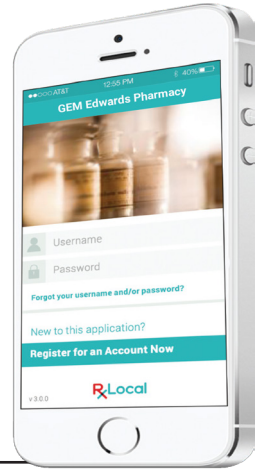 ●●○○○ AT&T 12:55 PM 40%
GEM Edwards Pharmacy
Username
Password
Forgot your username and/or password?
New to this application?
Register for an Account Now
RxLocal
v 3.0.0